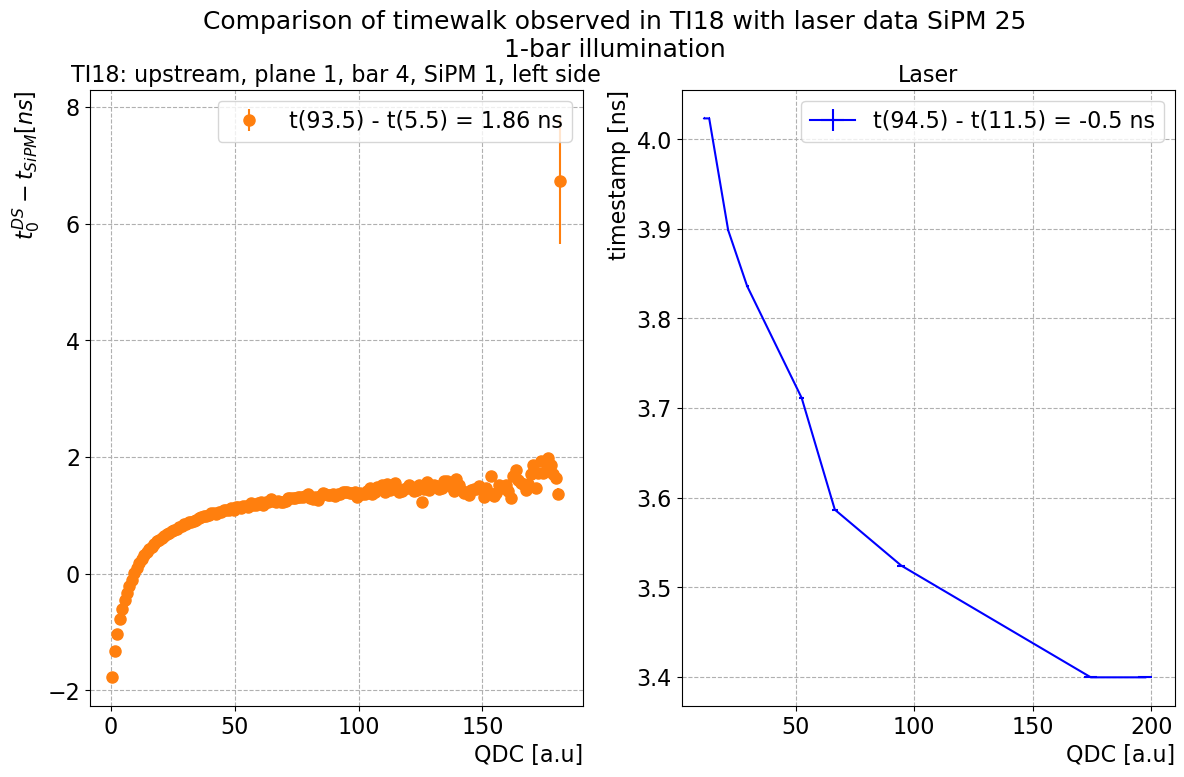 Comparison of timewalk observed in TI18 with laser data SiPM 25
1-bar illumination
TI18: upstream, plane 1, bar 4, SiPM 1, left side
t(93.5) - t(5.5) = 1.86 ns
t_0^{DS} − t_{SiPM}[ns]
8
6
4
2
0
−2
0 50 100 150
QDC [a.u]
Laser
t(94.5) - t(11.5) = -0.5 ns
timestamp [ns]
4.0
3.9
3.8
3.7
3.6
3.5
3.4
50 100 150 200
QDC [a.u]